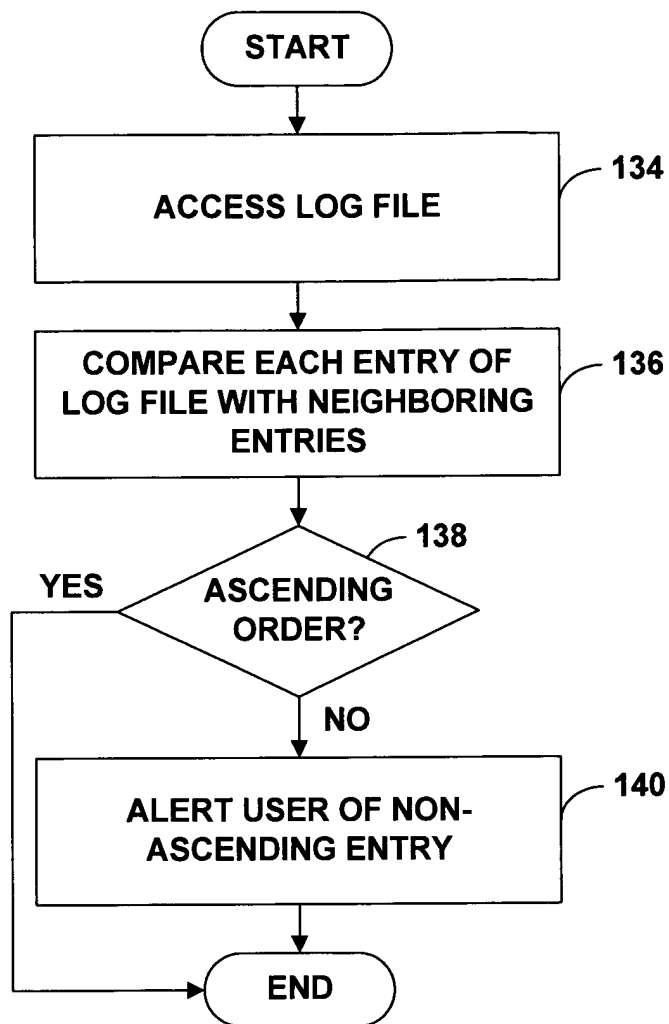 START
ACCESS LOG FILE
134
COMPARE EACH ENTRY OF
LOG FILE WITH NEIGHBORING
ENTRIES
136
138
YES
ASCENDING
ORDER?
NO
ALERT USER OF NON-
ASCENDING ENTRY
140
END